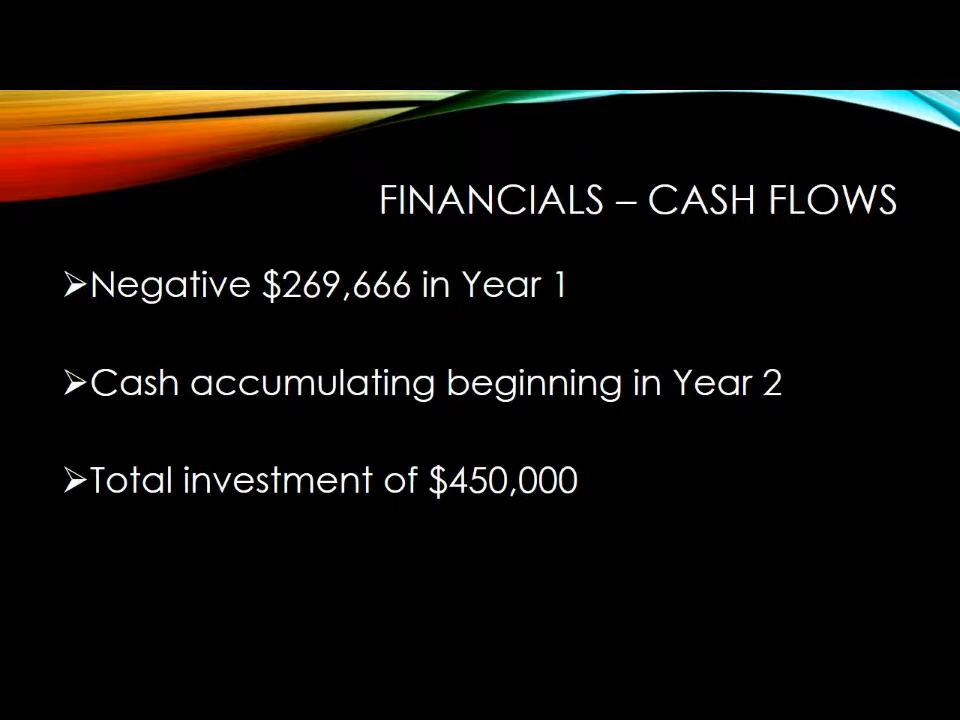 FINANCIALS – CASH FLOWS
➢Negative $269,666 in Year 1
➢Cash accumulating beginning in Year 2
➢Total investment of $450,000